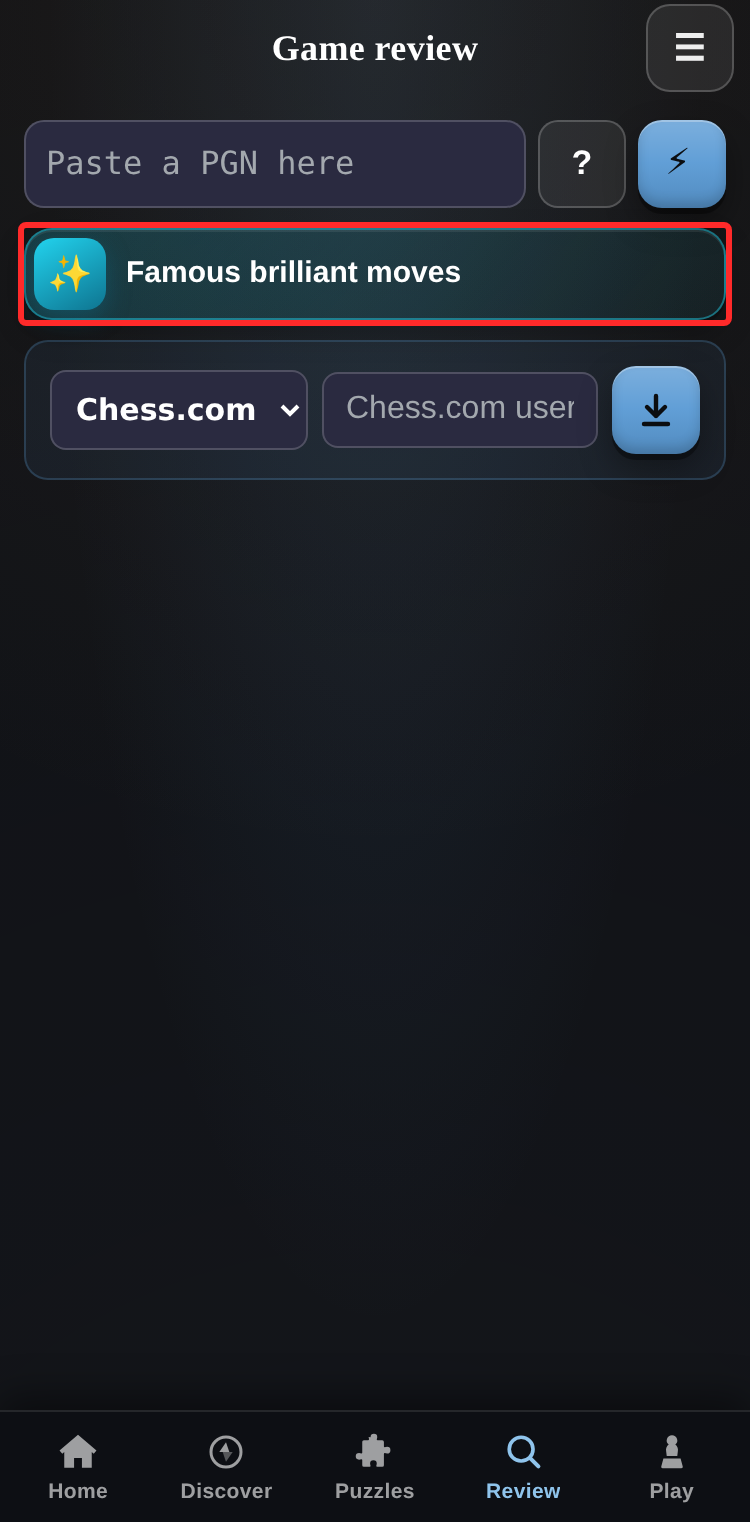 Game review
Paste a PGN here
?
Famous brilliant moves
Chess.com
Chess.com user
Home
Discover
Puzzles
Review
Play